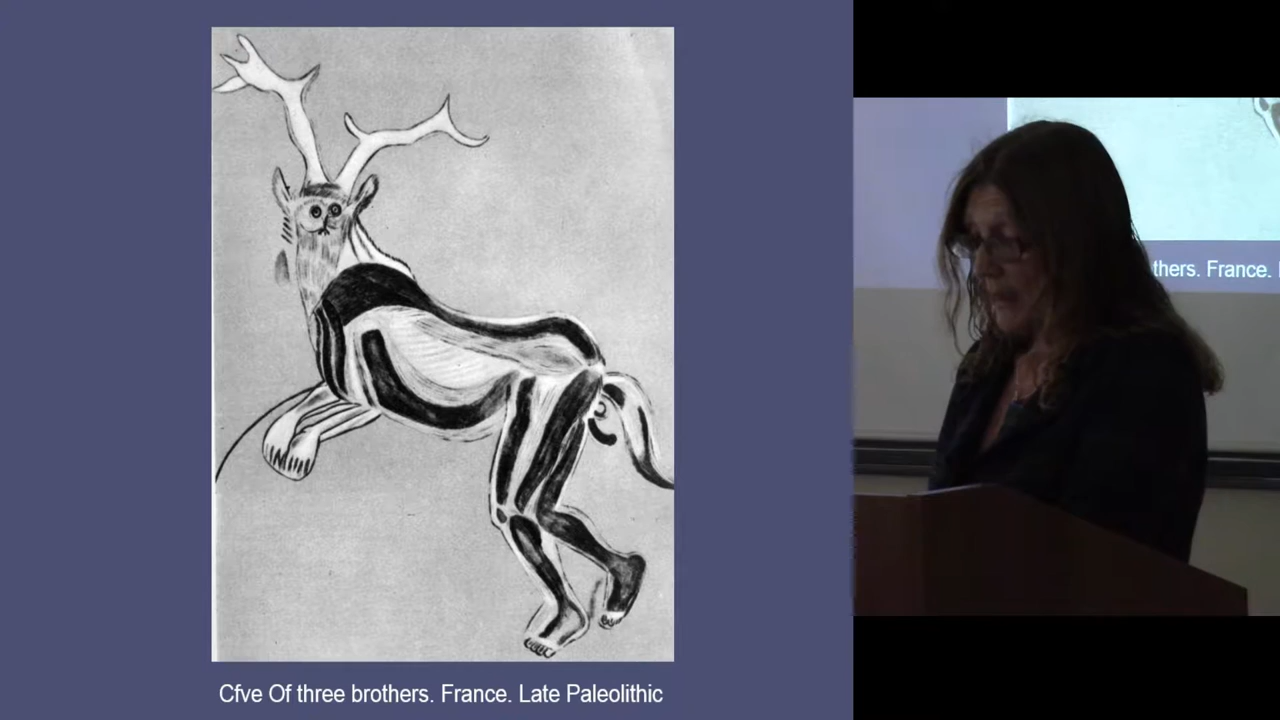 Cfve Of three brothers. France. Late Paleolithic
thers. France.